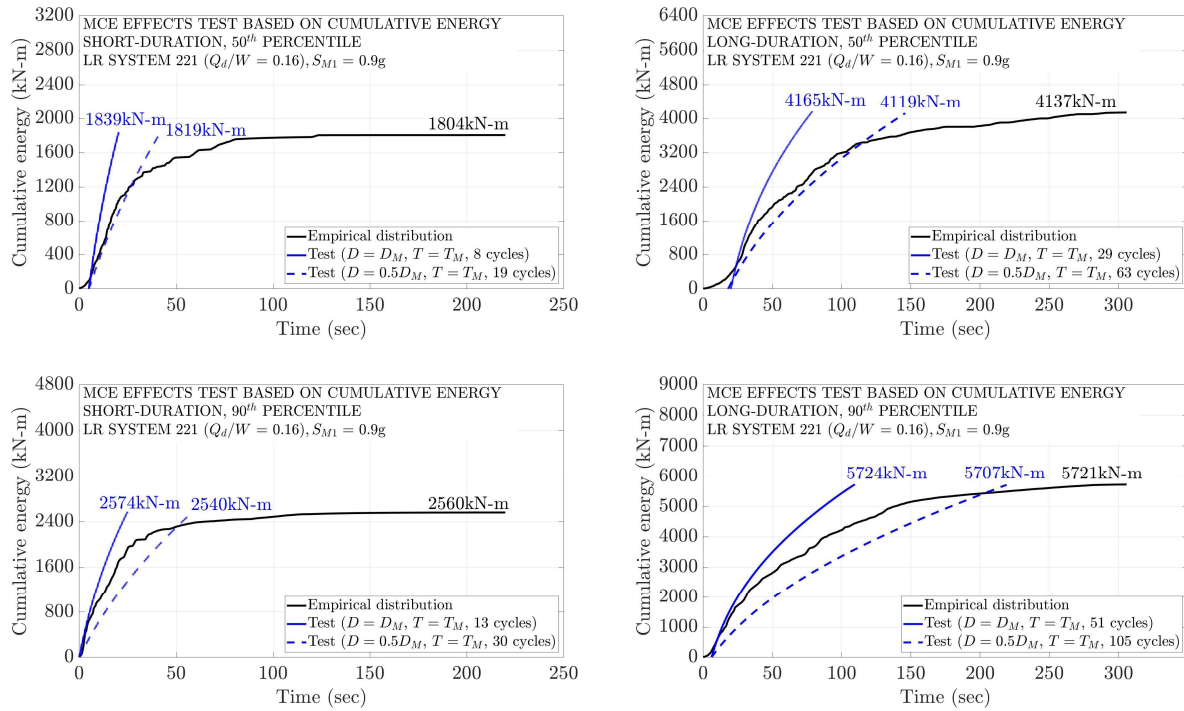 MCE EFFECTS TEST BASED ON CUMULATIVE ENERGY
SHORT-DURATION, 50th PERCENTILE
LR SYSTEM 221 (Qd/W = 0.16), SM1 = 0.9g
3200
2800
2400
2000
1600
1200
800
400
0
Cumulative energy (kN-m)
1839kN-m
1819kN-m
1804kN-m
Empirical distribution
Test (D = DM, T = TM, 8 cycles)
Test (D = 0.5DM, T = TM, 19 cycles)
0 50 100 150 200 250
Time (sec)
MCE EFFECTS TEST BASED ON CUMULATIVE ENERGY
LONG-DURATION, 50th PERCENTILE
LR SYSTEM 221 (Qd/W = 0.16), SM1 = 0.9g
6400
5600
4800
4000
3200
2400
1600
800
0
Cumulative energy (kN-m)
4165kN-m
4119kN-m
4137kN-m
Empirical distribution
Test (D = DM, T = TM, 29 cycles)
Test (D = 0.5DM, T = TM, 63 cycles)
0 50 100 150 200 250 300
Time (sec)
MCE EFFECTS TEST BASED ON CUMULATIVE ENERGY
SHORT-DURATION, 90th PERCENTILE
LR SYSTEM 221 (Qd/W = 0.16), SM1 = 0.9g
4800
4000
3200
2400
1600
800
0
Cumulative energy (kN-m)
2574kN-m
2540kN-m
2560kN-m
Empirical distribution
Test (D = DM, T = TM, 13 cycles)
Test (D = 0.5DM, T = TM, 30 cycles)
0 50 100 150 200 250
Time (sec)
MCE EFFECTS TEST BASED ON CUMULATIVE ENERGY
LONG-DURATION, 90th PERCENTILE
LR SYSTEM 221 (Qd/W = 0.16), SM1 = 0.9g
9000
8000
7000
6000
5000
4000
3000
2000
1000
0
Cumulative energy (kN-m)
5724kN-m
5707kN-m
5721kN-m
Empirical distribution
Test (D = DM, T = TM, 51 cycles)
Test (D = 0.5DM, T = TM, 105 cycles)
0 50 100 150 200 250 300
Time (sec)